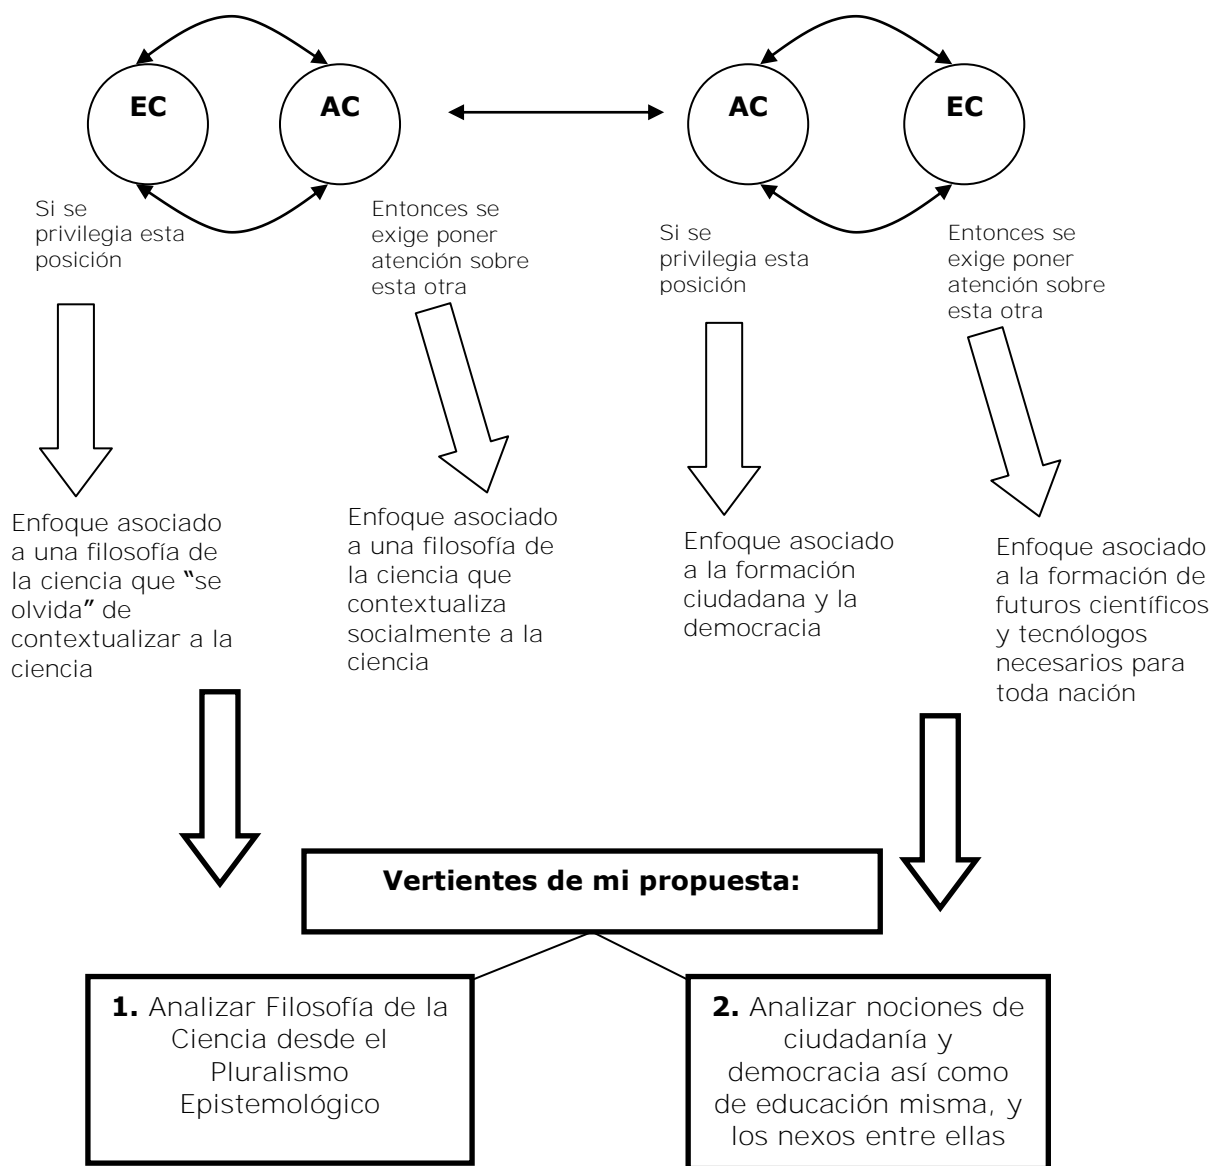 EC
AC
AC
EC
Si se
privilegia esta
posición
Entonces se
exige poner
atención sobre
esta otra
Si se
privilegia esta
posición
Entonces se
exige poner
atención sobre
esta otra
Enfoque asociado
a una filosofía de
la ciencia que "se
olvida" de
contextualizar a la
ciencia
Enfoque asociado
a una filosofía de
la ciencia que
contextualiza
socialmente a la
ciencia
Enfoque asociado
a la formación
ciudadana y la
democracia
Enfoque asociado
a la formación de
futuros científicos
y tecnólogos
necesarios para
toda nación
Vertientes de mi propuesta:
1. Analizar Filosofía de la
Ciencia desde el
Pluralismo
Epistemológico
2. Analizar nociones de
ciudadanía y
democracia así como
de educación misma, y
los nexos entre ellas